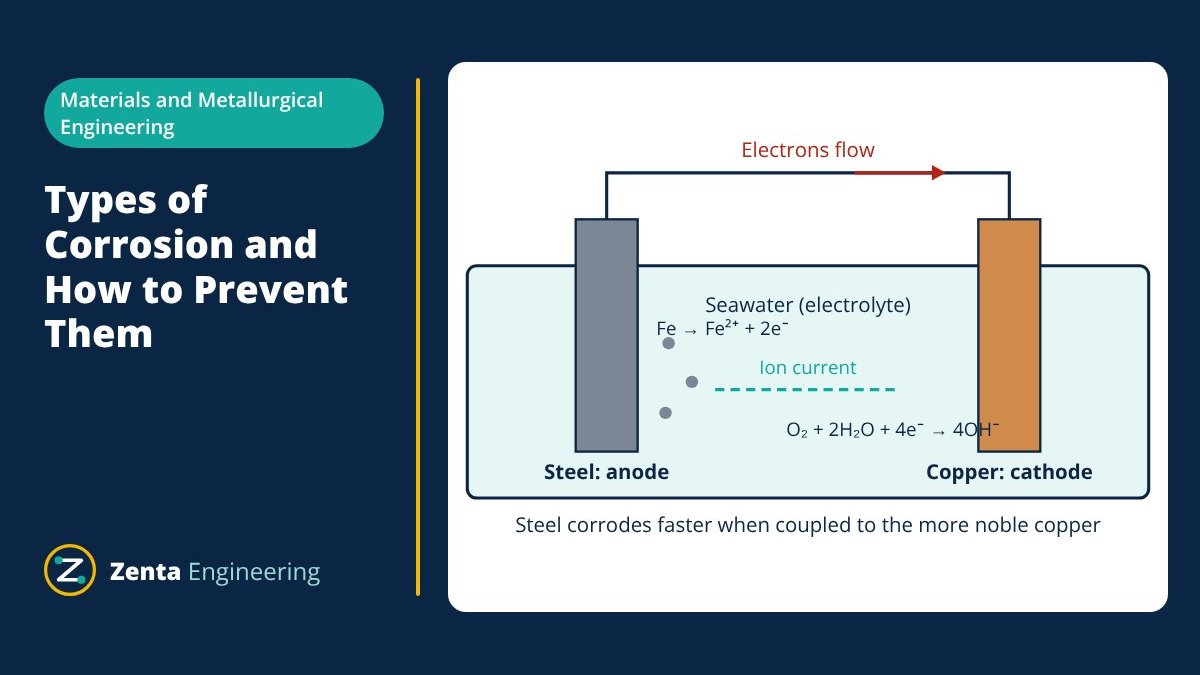 Materials and Metallurgical
Engineering
Types of
Corrosion and
How to Prevent
Them
Zenta Engineering
Electrons flow
Seawater (electrolyte)
Fe → Fe²⁺ + 2e⁻
Ion current
O₂ + 2H₂O + 4e⁻ → 4OH⁻
Steel: anode
Copper: cathode
Steel corrodes faster when coupled to the more noble copper